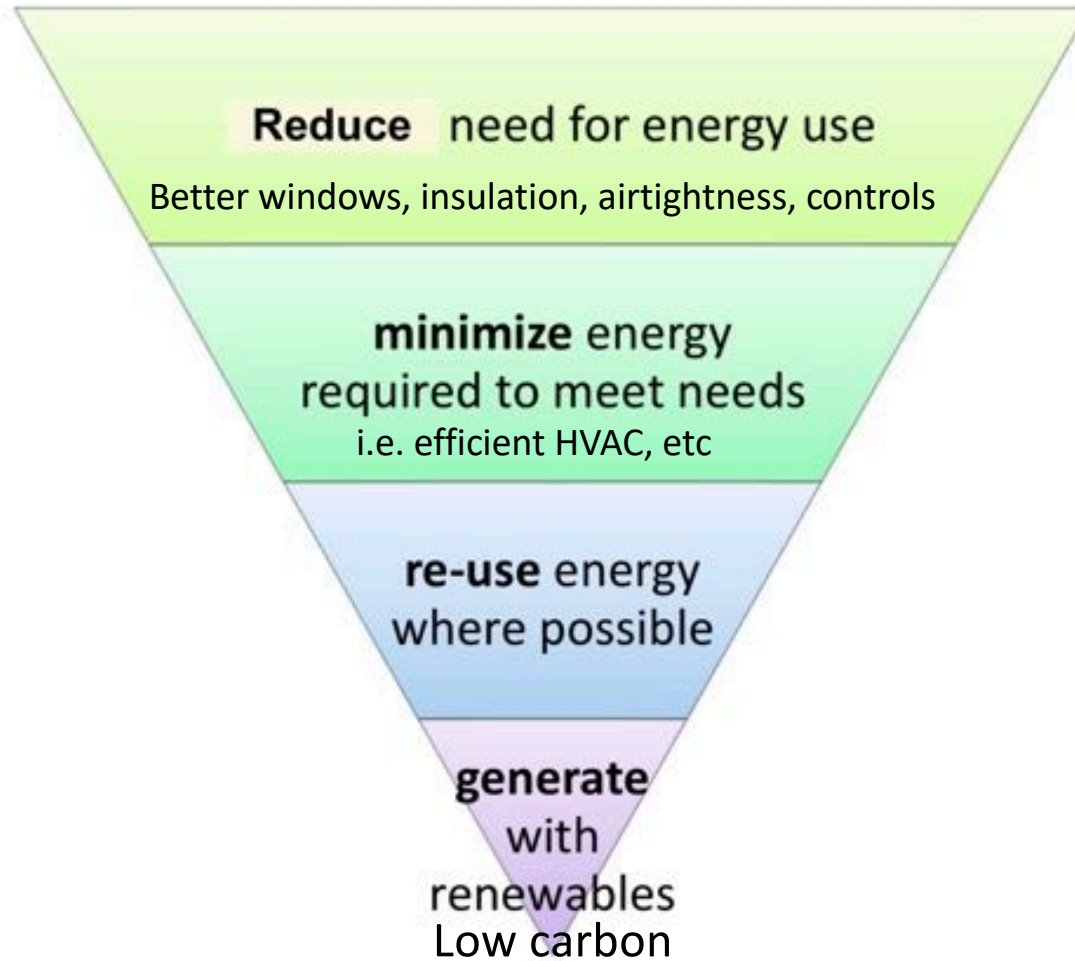 Reduce need for energy use
Better windows, insulation, airtightness, controls
minimize energy
required to meet needs
i.e. efficient HVAC, etc
re-use energy
where possible
generate
with
renewables
Low carbon